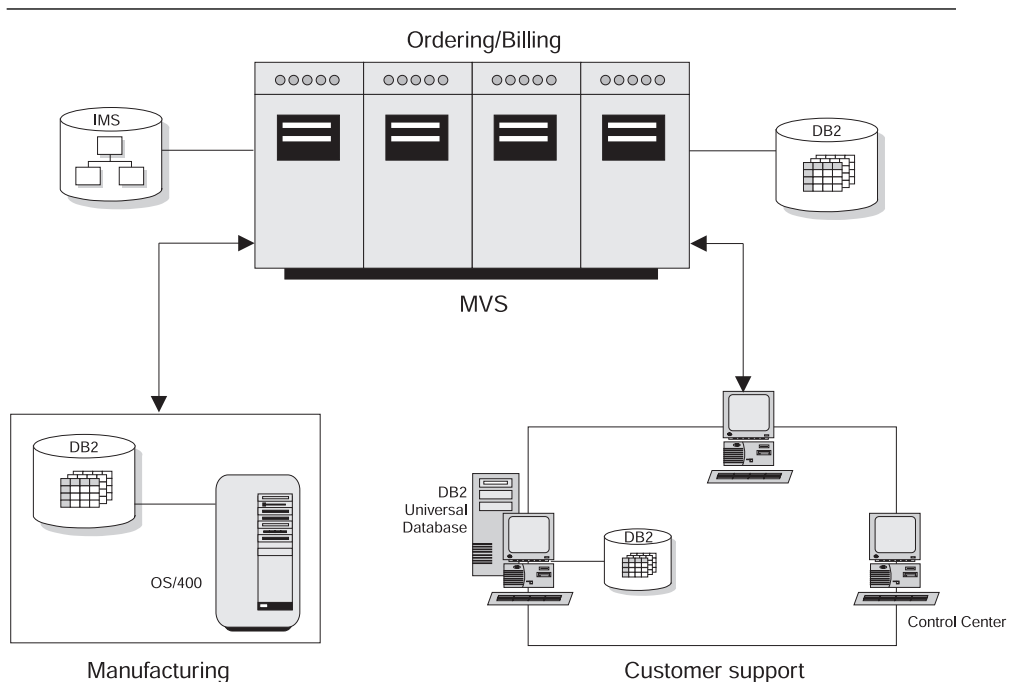 Ordering/Billing
IMS
DB2
MVS
DB2
OS/400
Manufacturing
DB2
Universal
Database
DB2
Control Center
Customer support